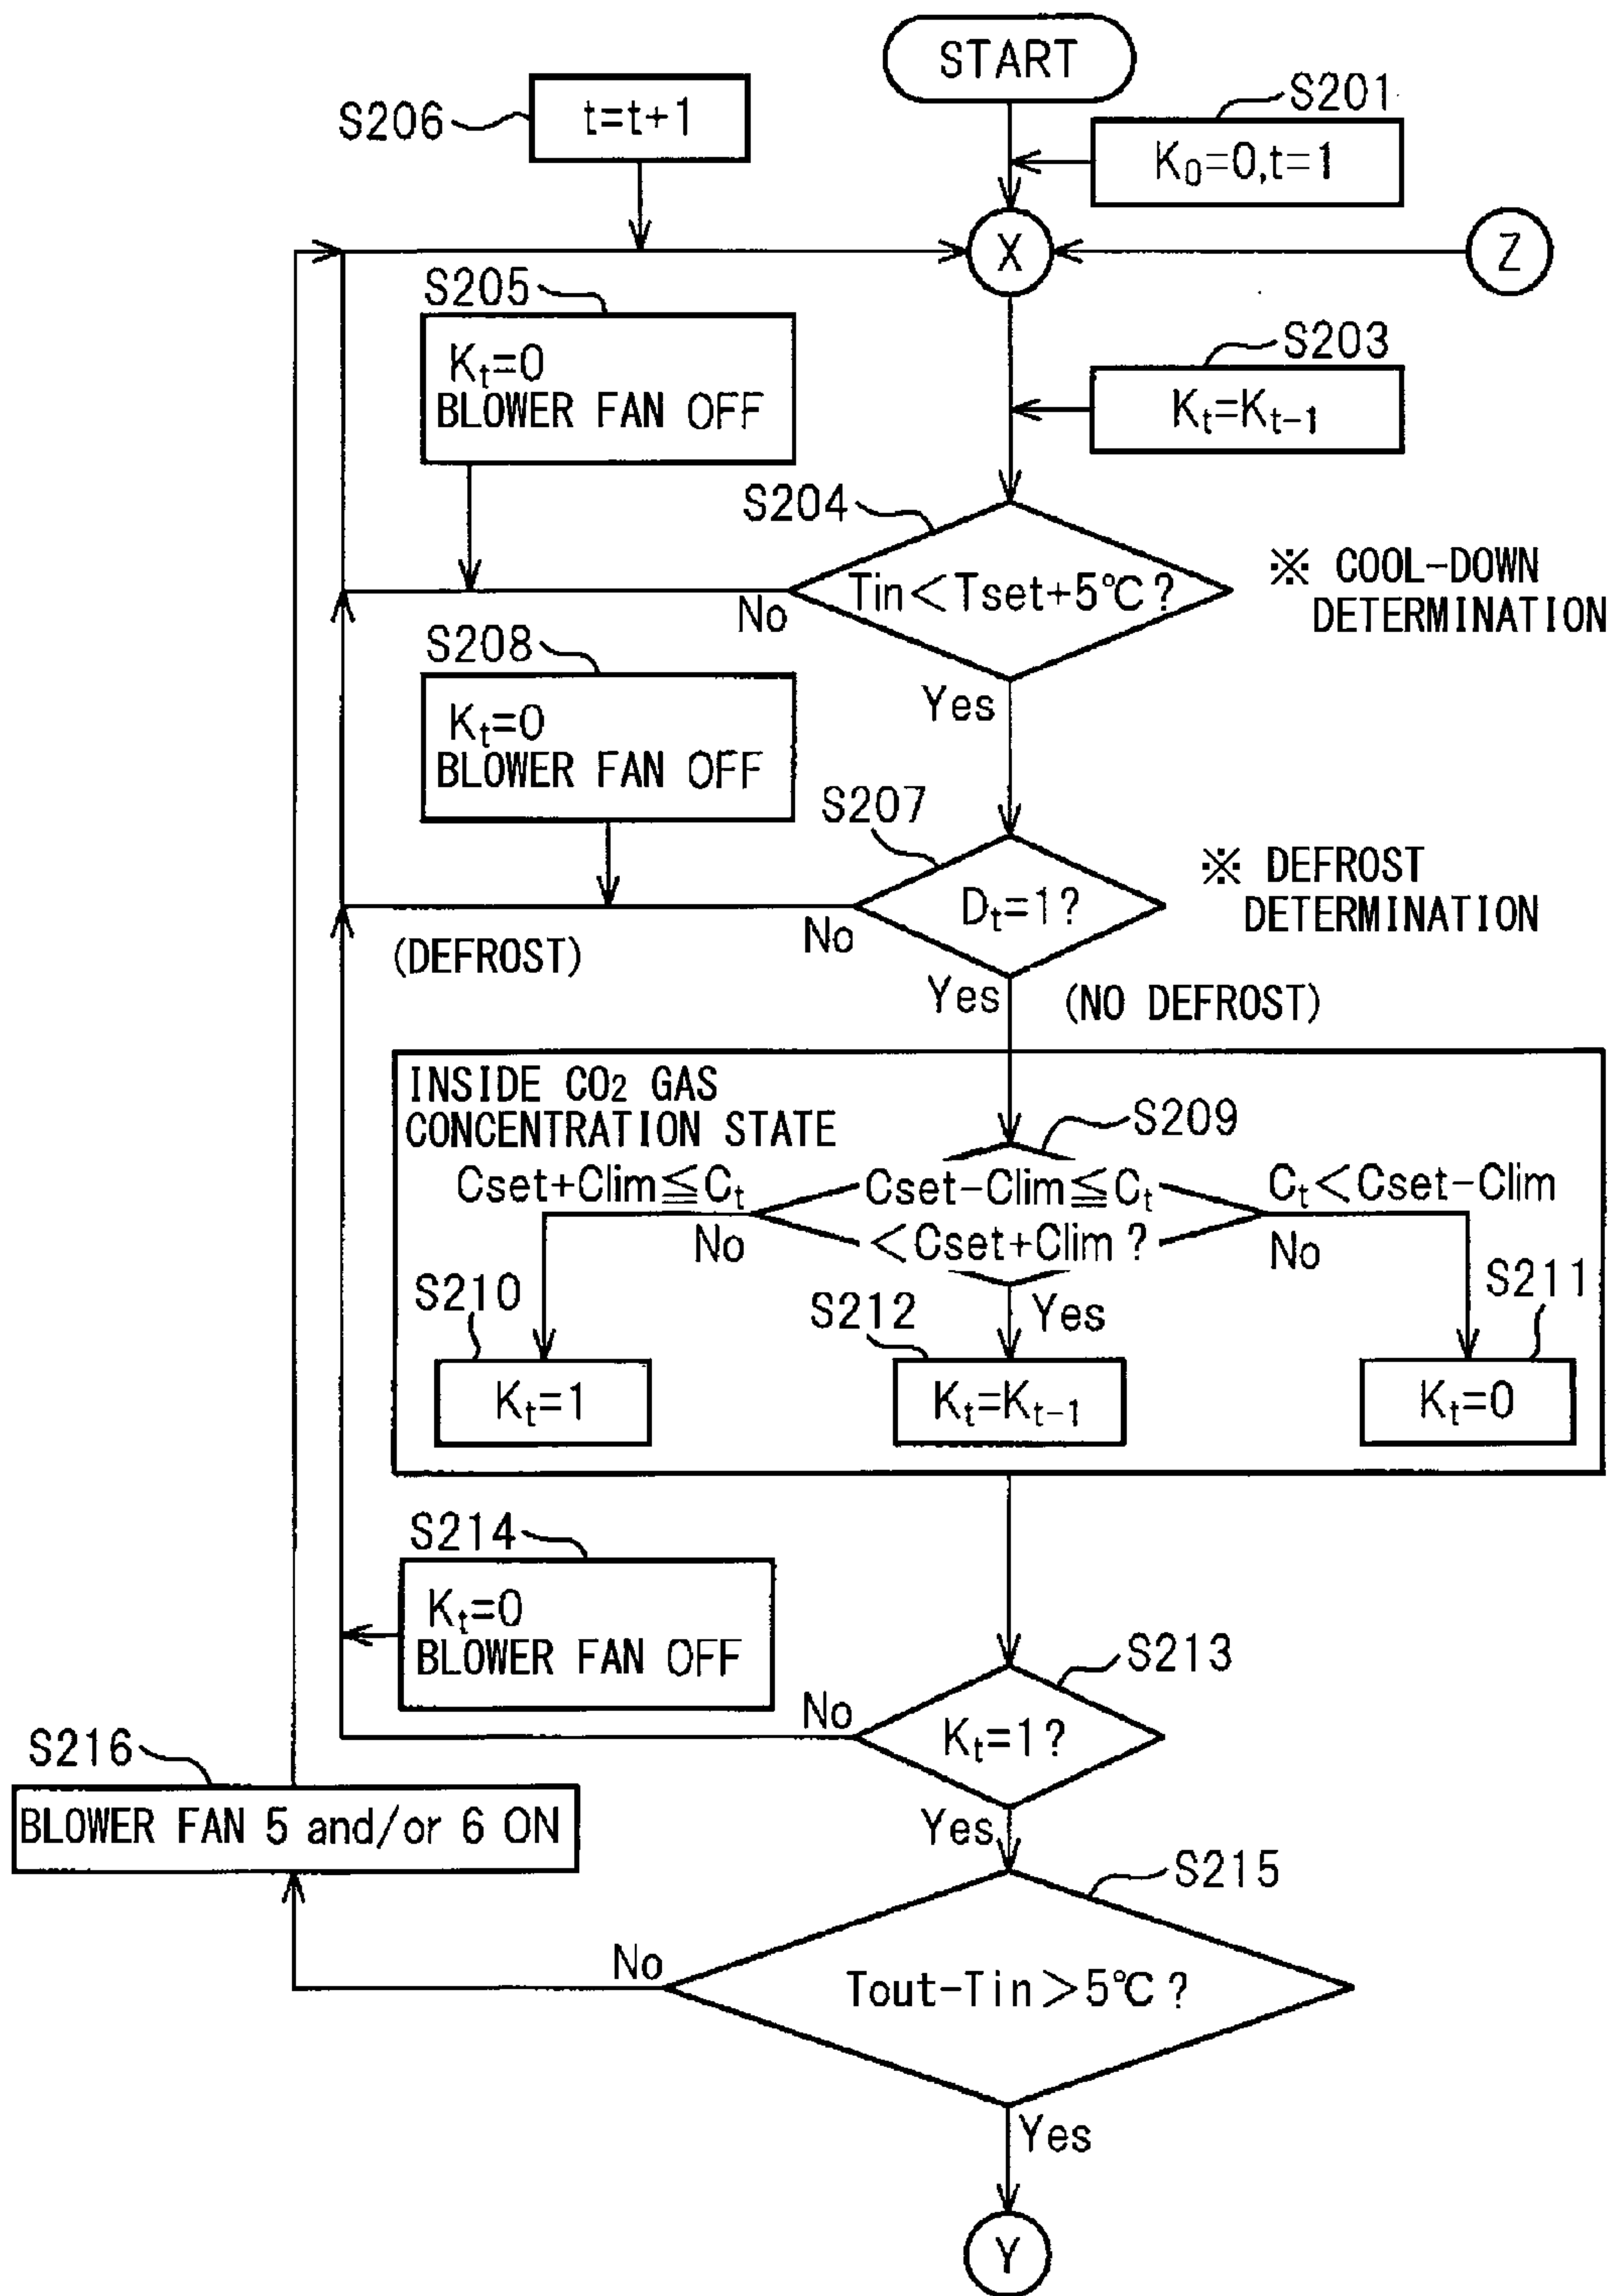 START
S201
K₀=0,t=1
S206
t=t+1
X
Z
S205
Kₜ=0
BLOWER FAN OFF
S203
Kₜ=Kₜ₋₁
S204
Tin<Tset+5℃?
No
Yes
※ COOL-DOWN
DETERMINATION
S208
Kₜ=0
BLOWER FAN OFF
S207
Dₜ=1?
No
Yes
※ DEFROST
DETERMINATION
(DEFROST)
(NO DEFROST)
INSIDE CO₂ GAS
CONCENTRATION STATE
S209
Cset+Clim≦Cₜ
No
Cset-Clim≦Cₜ
<Cset+Clim?
Yes
Cₜ<Cset-Clim
No
S210
Kₜ=1
S212
Kₜ=Kₜ₋₁
S211
Kₜ=0
S214
Kₜ=0
BLOWER FAN OFF
S213
Kₜ=1?
No
Yes
S216
BLOWER FAN 5 and/or 6 ON
S215
Tout-Tin>5℃?
No
Yes
Y